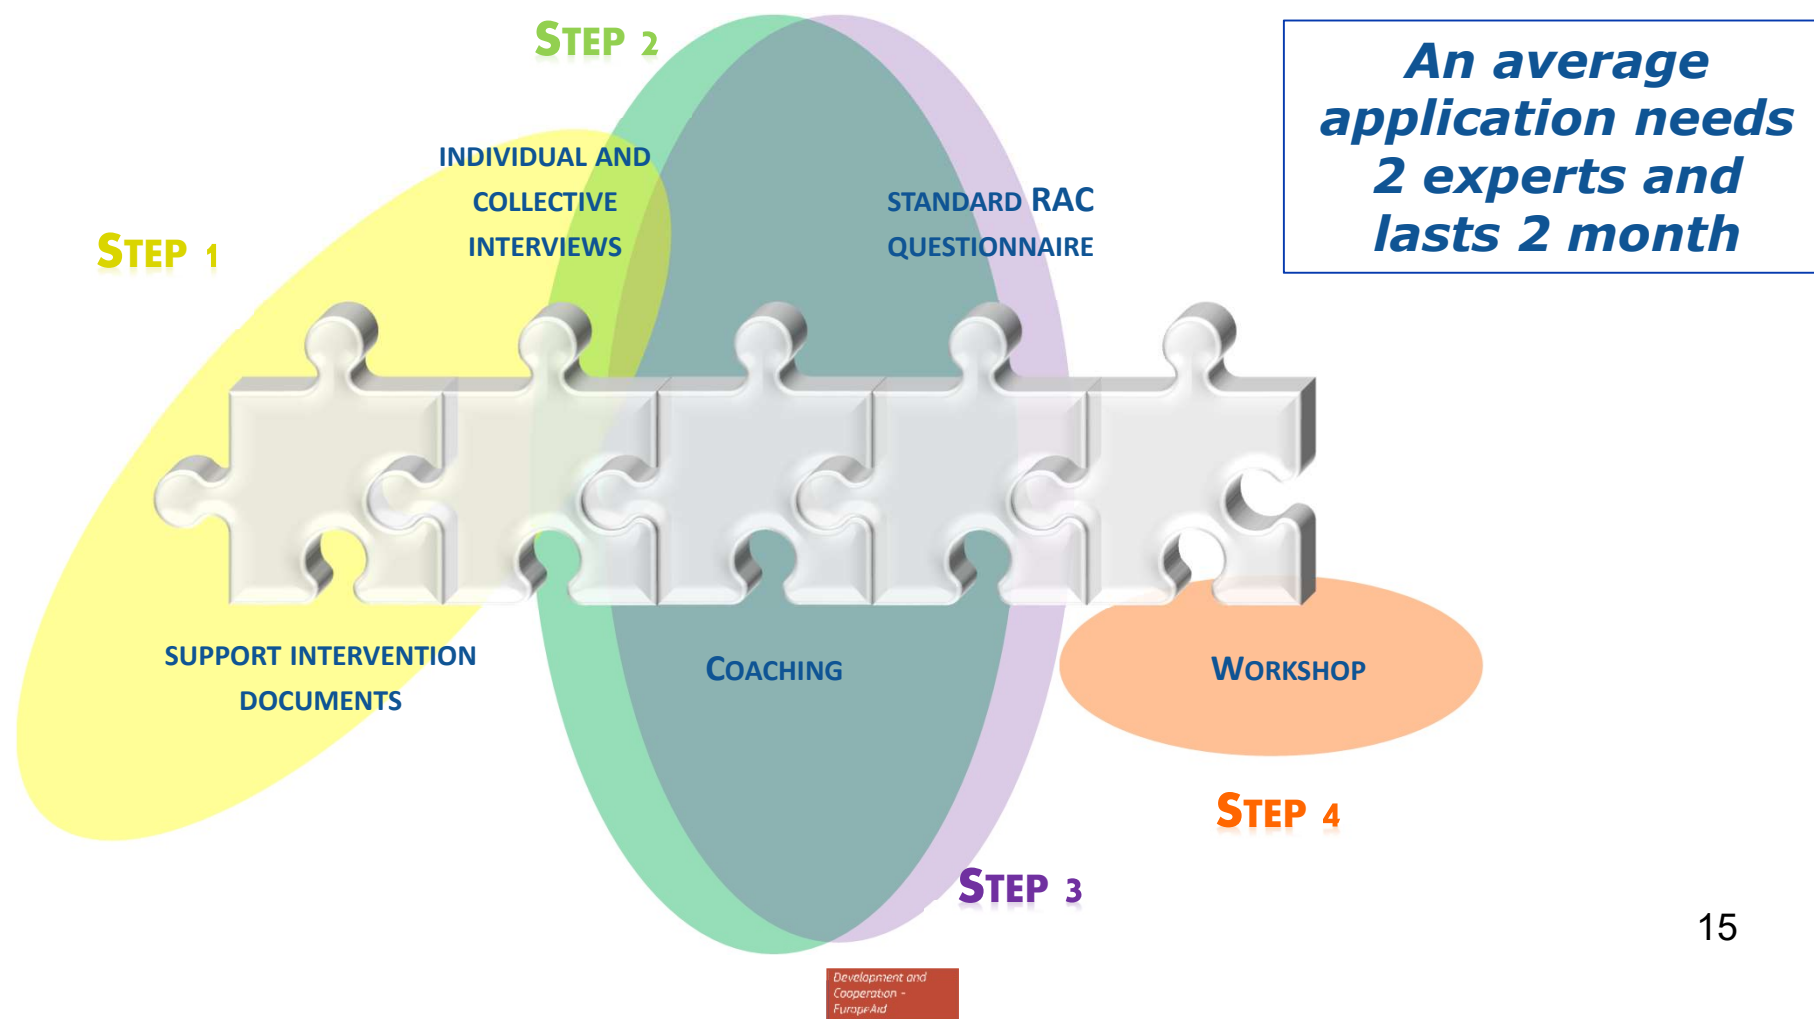 STEP 2
An average
application needs
2 experts and
lasts 2 month
INDIVIDUAL AND
COLLECTIVE
INTERVIEWS
STANDARD RAC
QUESTIONNAIRE
STEP 1
SUPPORT INTERVENTION
DOCUMENTS
COACHING
WORKSHOP
STEP 4
STEP 3
15
Development and
Cooperation -
EuropeAid